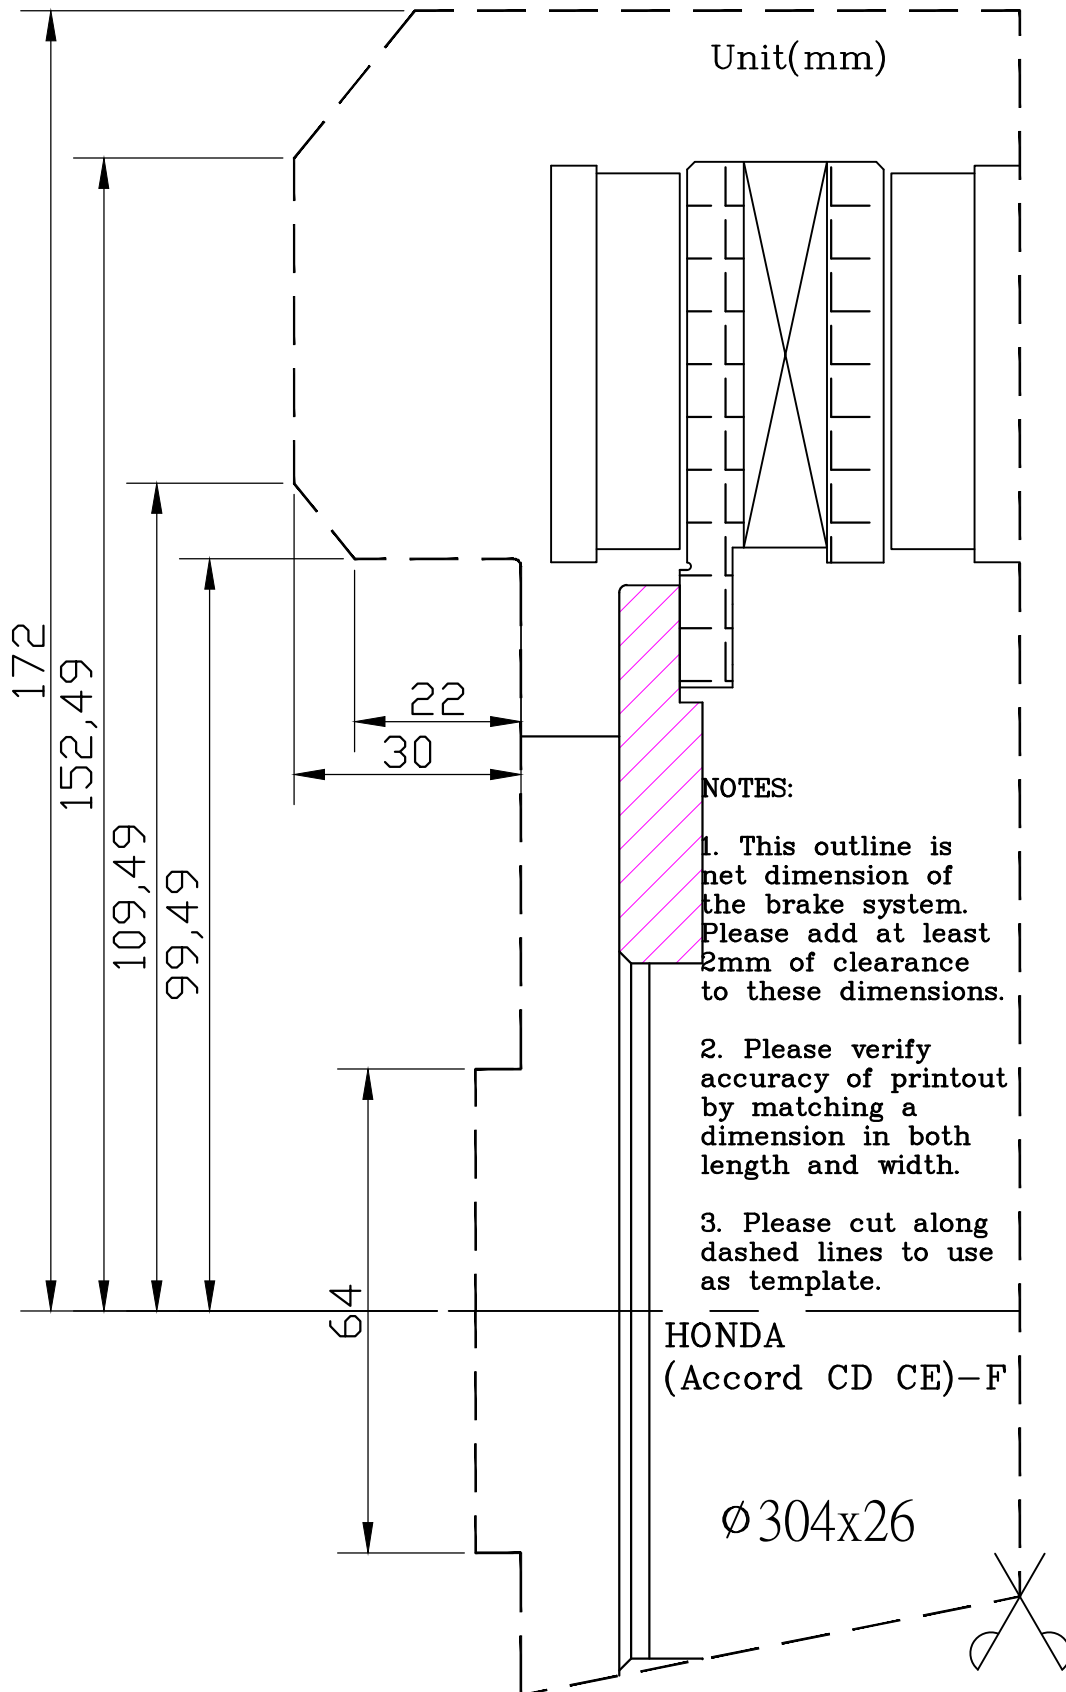 Unit(mm)
172
152,49
109,49
99,49
22
30
64
NOTES:
1. This outline is
net dimension of
the brake system.
Please add at least
2mm of clearance
to these dimensions.
2. Please verify
accuracy of printout
by matching a
dimension in both
length and width.
3. Please cut along
dashed lines to use
as template.
HONDA
(Accord CD CE)-F
Ø304x26